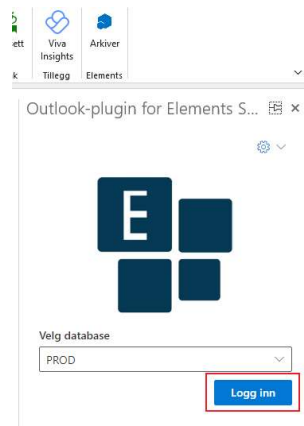 ett
Viva
Insights
Arkiver
k
Tillegg
Elements
Outlook-plugin for Elements S...
E
Velg database
PROD
Logg inn